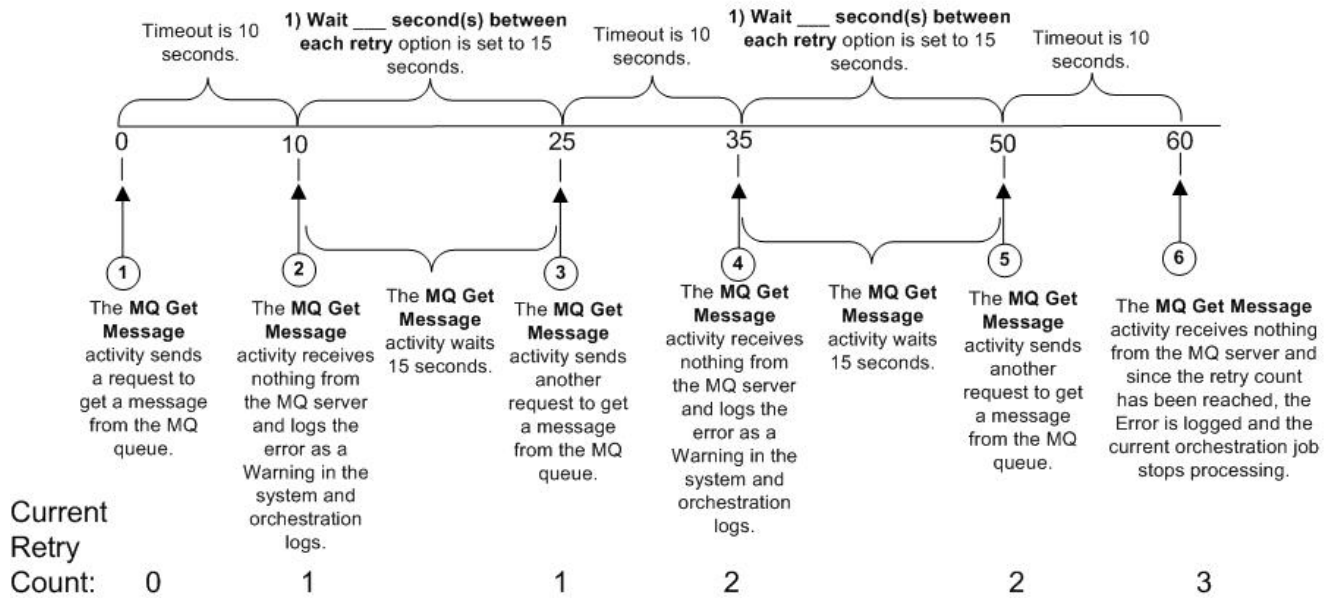 Timeout is 10
seconds.
1) Wait ___ second(s) between
each retry option is set to 15
seconds.
Timeout is 10
seconds.
1) Wait ___ second(s) between
each retry option is set to 15
seconds.
Timeout is 10
seconds.
0
10
25
35
50
60
1
The MQ Get
Message
activity sends
a request to
get a message
from the MQ
queue.
2
The MQ Get
Message
activity receives
nothing from
the MQ server
and logs the
error as a
Warning in the
system and
orchestration
logs.
The MQ Get
Message
activity waits
15 seconds.
3
The MQ Get
Message
activity sends
another
request to get
a message
from the MQ
queue.
4
The MQ Get
Message
activity receives
nothing from
the MQ server
and logs the
error as a
Warning in the
system and
orchestration
logs.
The MQ Get
Message
activity waits
15 seconds.
5
The MQ Get
Message
activity sends
another
request to get
a message
from the MQ
queue.
6
The MQ Get Message
activity receives nothing
from the MQ server and
since the retry count
has been reached, the
Error is logged and the
current orchestration job
stops processing.
Current
Retry
Count: 0 1 1 2 2 3